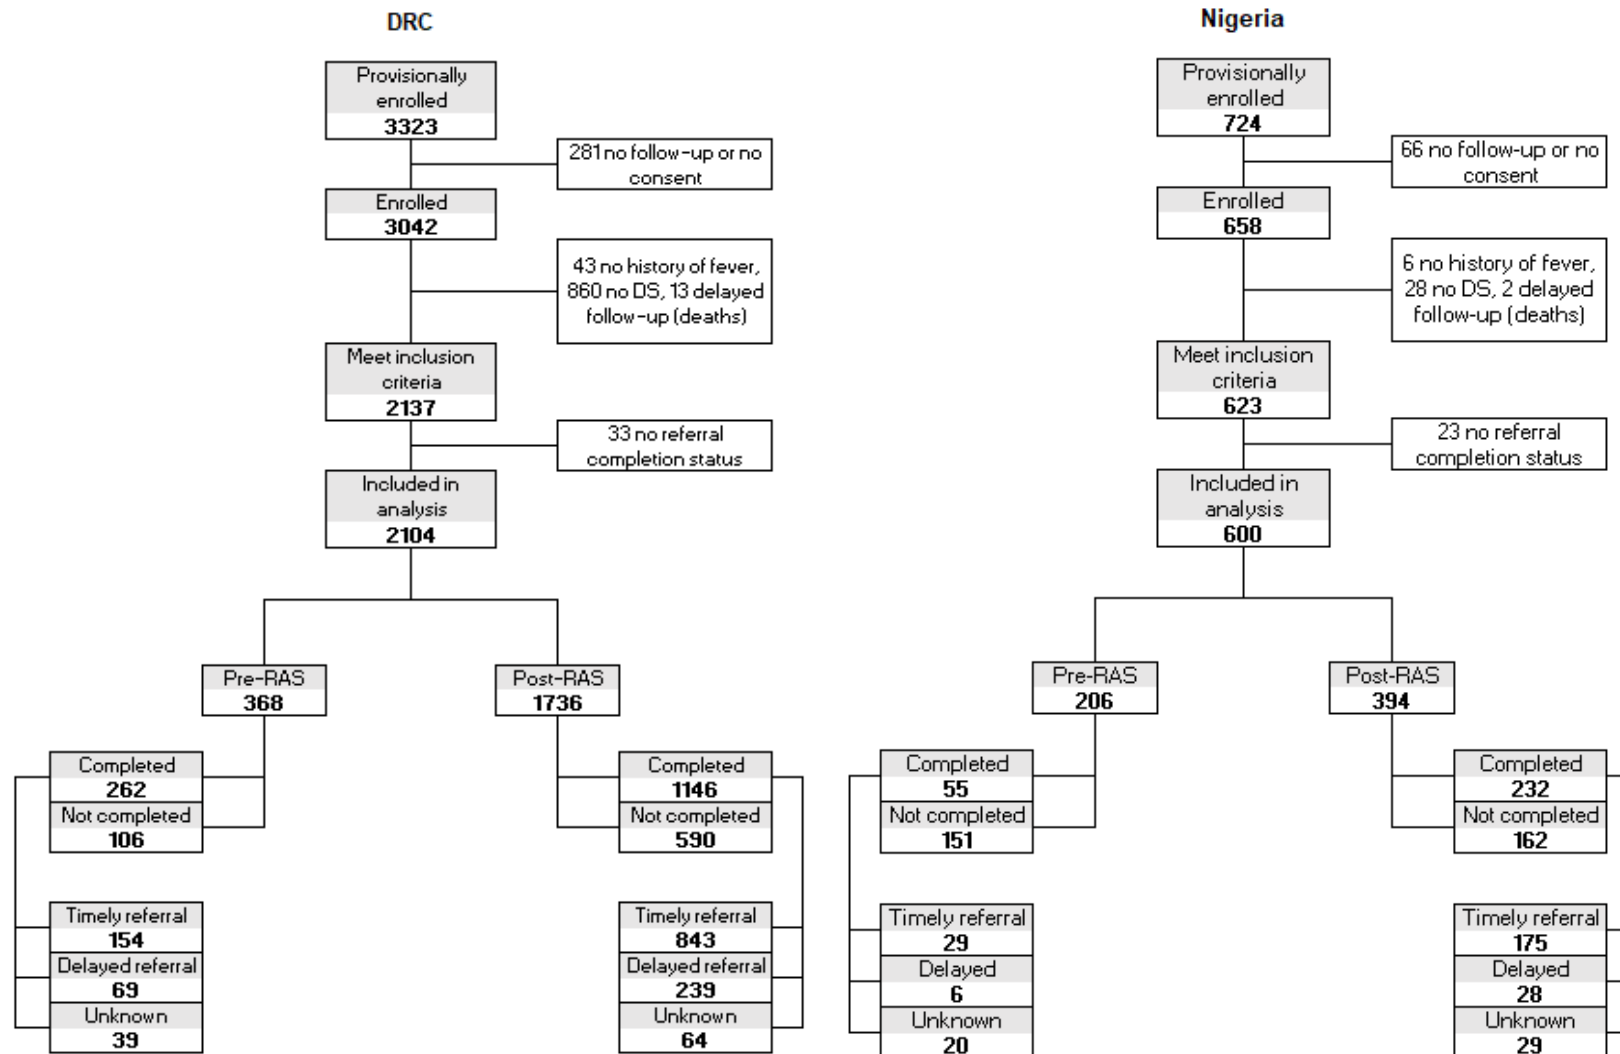 DRC
Provisionally
enrolled
3323
281 no follow-up or no
consent
Enrolled
3042
43 no history of fever,
860 no DS, 13 delayed
follow-up (deaths)
Meet inclusion
criteria
2137
33 no referral
completion status
Included in
analysis
2104
Pre-RAS
368
Post-RAS
1736
Completed
262
Not completed
106
Completed
1146
Not completed
590
Timely referral
154
Delayed referral
69
Unknown
39
Timely referral
843
Delayed referral
239
Unknown
64
Nigeria
Provisionally
enrolled
724
66 no follow-up or no
consent
Enrolled
658
6 no history of fever,
28 no DS, 2 delayed
follow-up (deaths)
Meet inclusion
criteria
623
23 no referral
completion status
Included in
analysis
600
Pre-RAS
206
Post-RAS
394
Completed
55
Not completed
151
Completed
232
Not completed
162
Timely referral
29
Delayed
6
Unknown
20
Timely referral
175
Delayed
28
Unknown
29